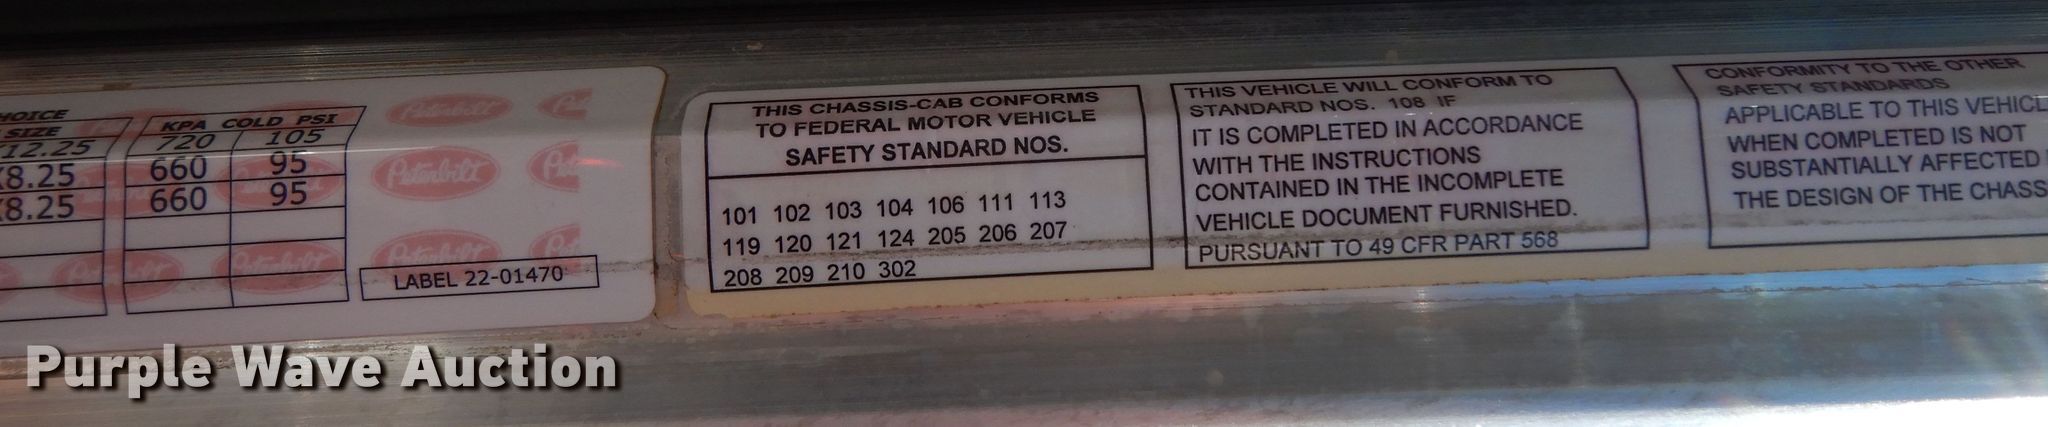 HOICE
SIZE KPA COLD PSI
12.25 720 105
X8.25 660 95
X8.25 660 95
Peterbilt
Peterbilt
Peterbilt
Peterbilt
Peterbilt
LABEL 22-01470
THIS CHASSIS-CAB CONFORMS
TO FEDERAL MOTOR VEHICLE
SAFETY STANDARD NOS.
101 102 103 104 106 111 113
119 120 121 124 205 206 207
208 209 210 302
THIS VEHICLE WILL CONFORM TO
STANDARD NOS. 108 IF
IT IS COMPLETED IN ACCORDANCE
WITH THE INSTRUCTIONS
CONTAINED IN THE INCOMPLETE
VEHICLE DOCUMENT FURNISHED.
PURSUANT TO 49 CFR PART 568
CONFORMITY TO THE OTHER
SAFETY STANDARDS
APPLICABLE TO THIS VEHICL
WHEN COMPLETED IS NOT
SUBSTANTIALLY AFFECTED
THE DESIGN OF THE CHASS
Purple Wave Auction